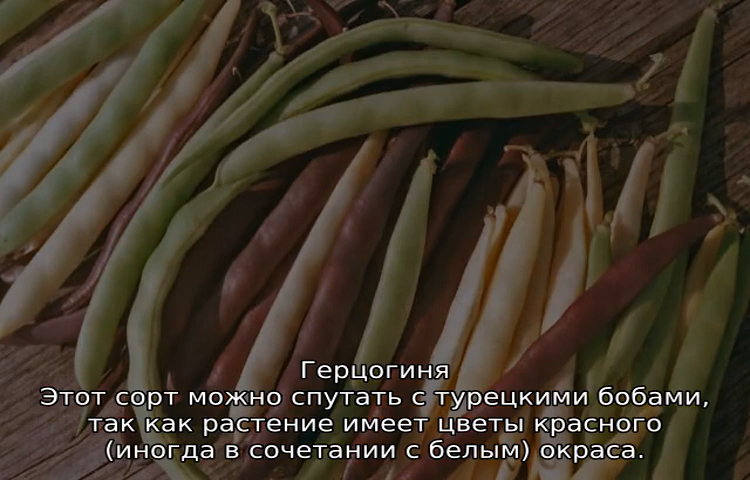 Герцогиня
Этот сорт можно спутать с турецкими бобами,
так как растение имеет цветы красного
(иногда в сочетании с белым) окраса.